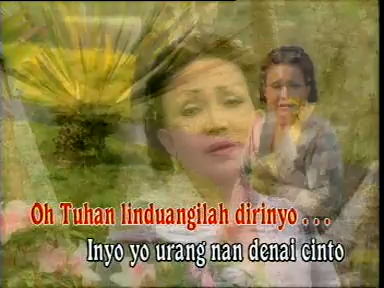 Oh Tuhan linduangilah dirinyo . . .
Inyo yo urang nan denai cinto